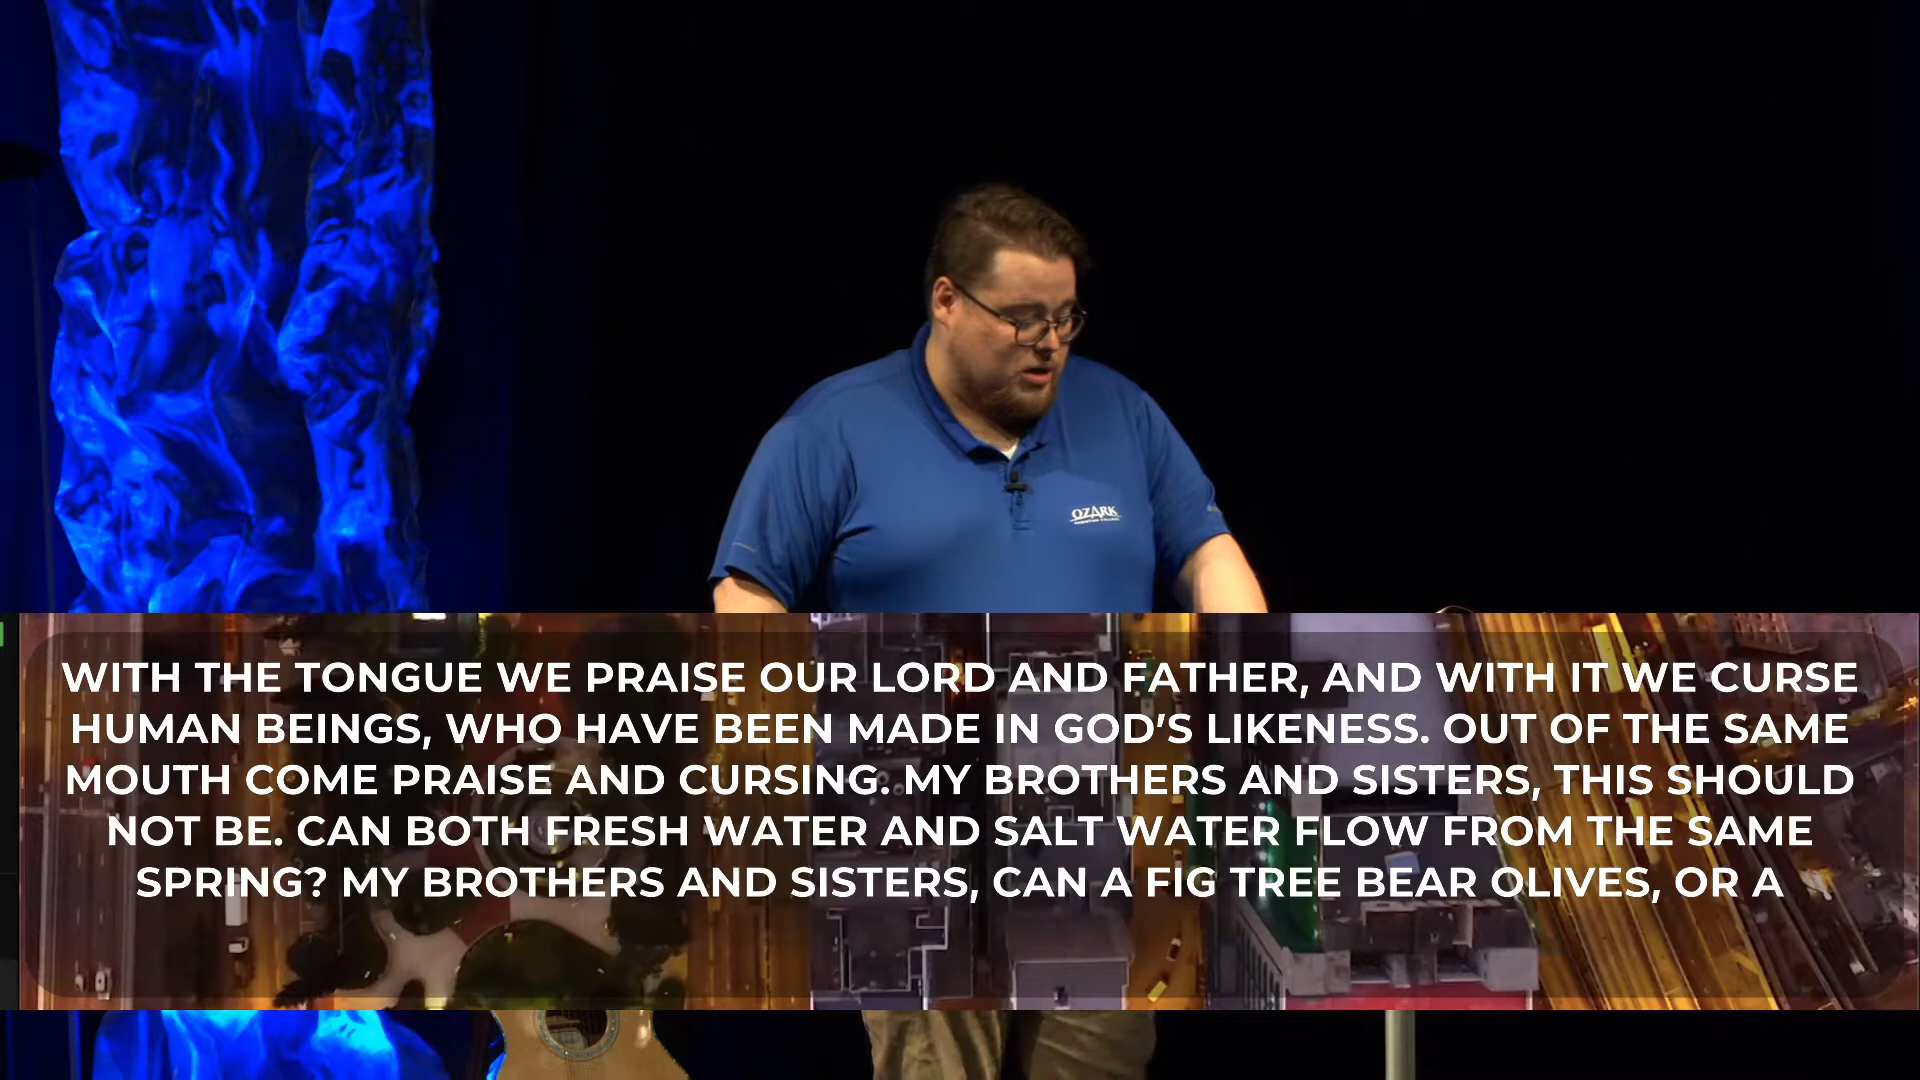 OZARK
CHRISTIAN COLLEGE
WITH THE TONGUE WE PRAISE OUR LORD AND FATHER, AND WITH IT WE CURSE
HUMAN BEINGS, WHO HAVE BEEN MADE IN GOD’S LIKENESS. OUT OF THE SAME
MOUTH COME PRAISE AND CURSING. MY BROTHERS AND SISTERS, THIS SHOULD
NOT BE. CAN BOTH FRESH WATER AND SALT WATER FLOW FROM THE SAME
SPRING? MY BROTHERS AND SISTERS, CAN A FIG TREE BEAR OLIVES, OR A